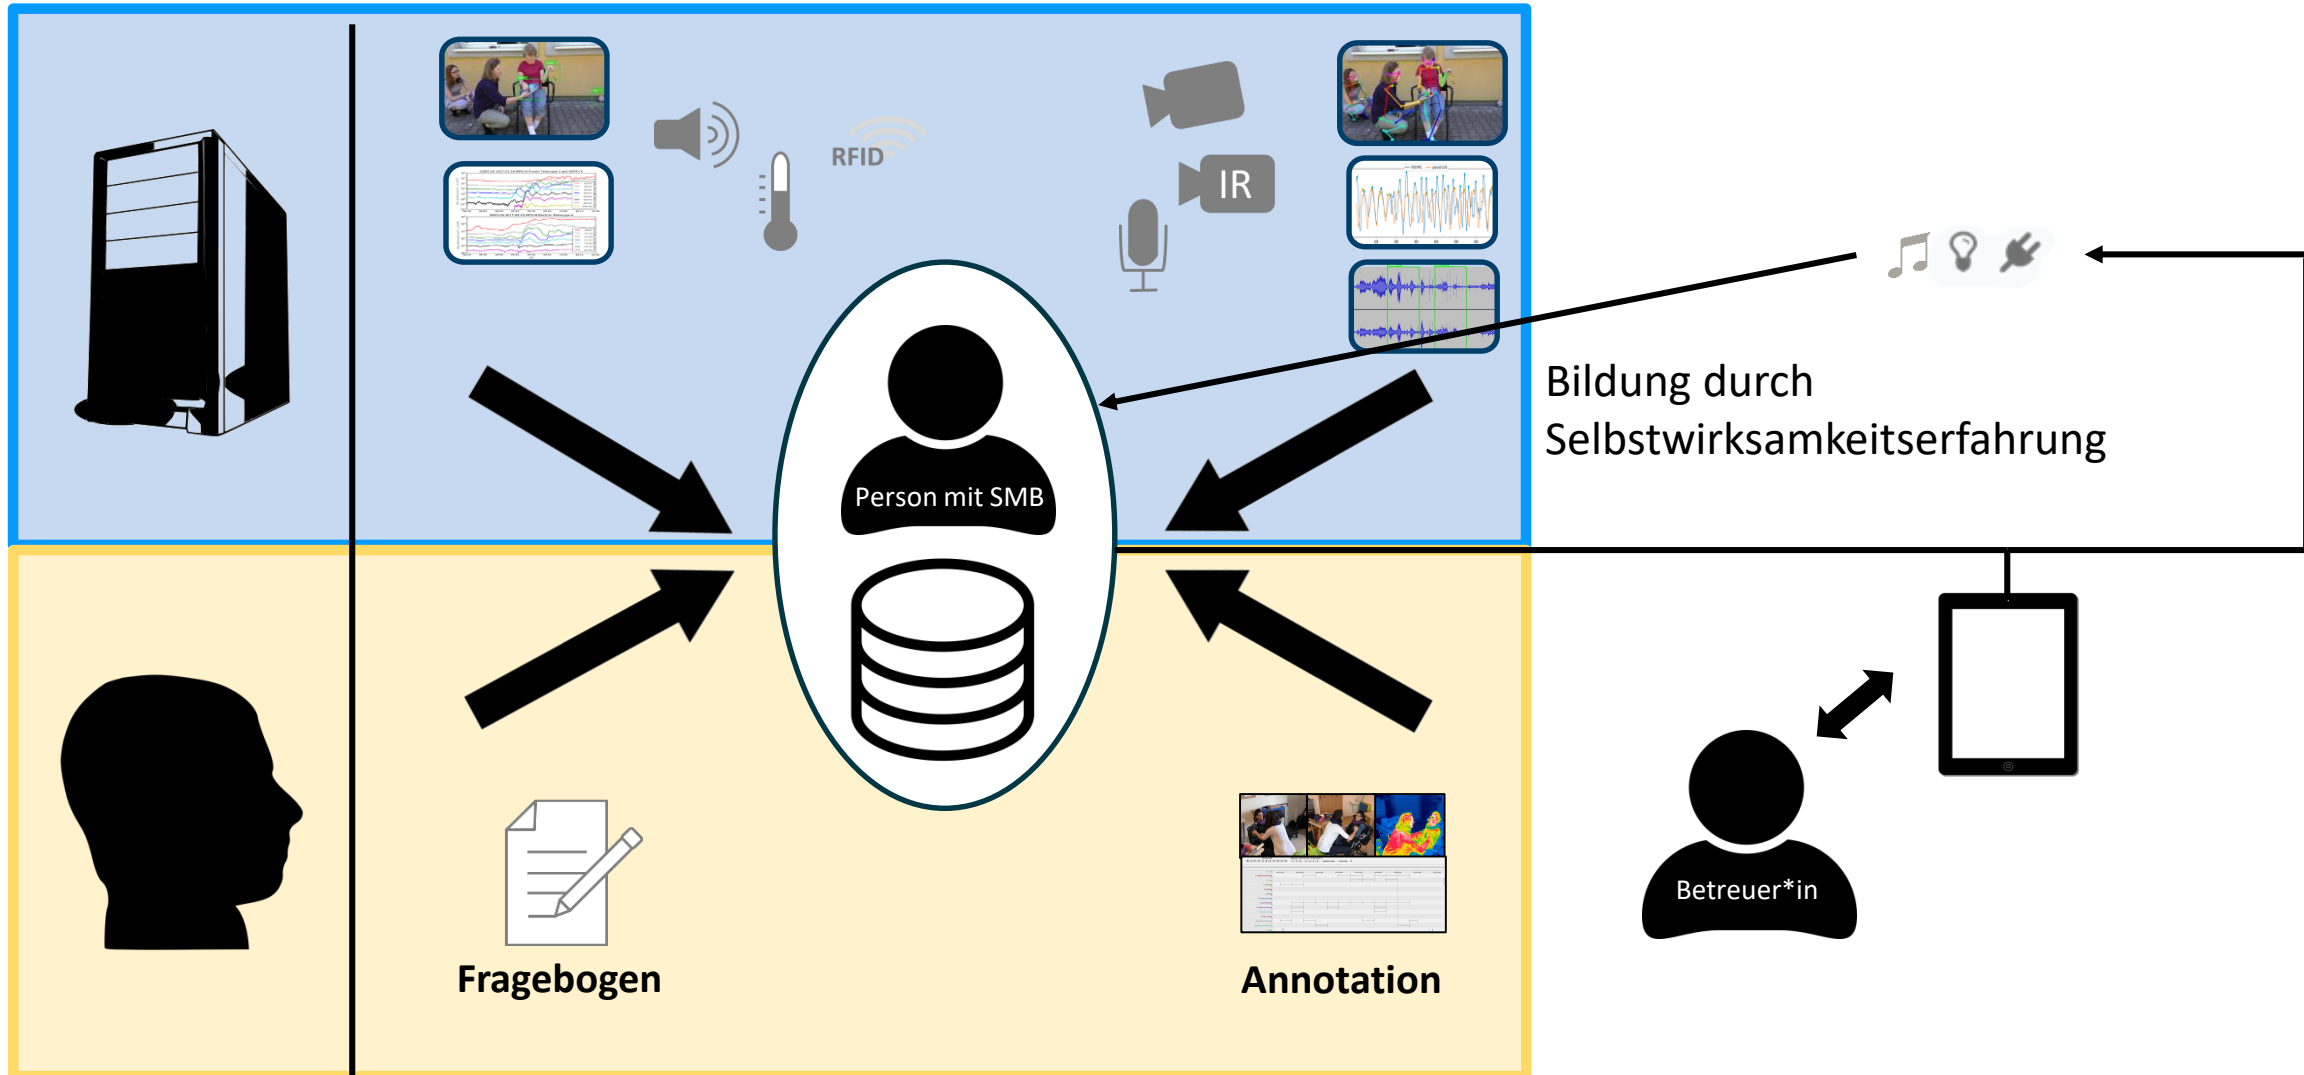 RFID
IR
Person mit SMB
Bildung durch
Selbstwirksamkeitserfahrung
Betreuer*in
Fragebogen
Annotation